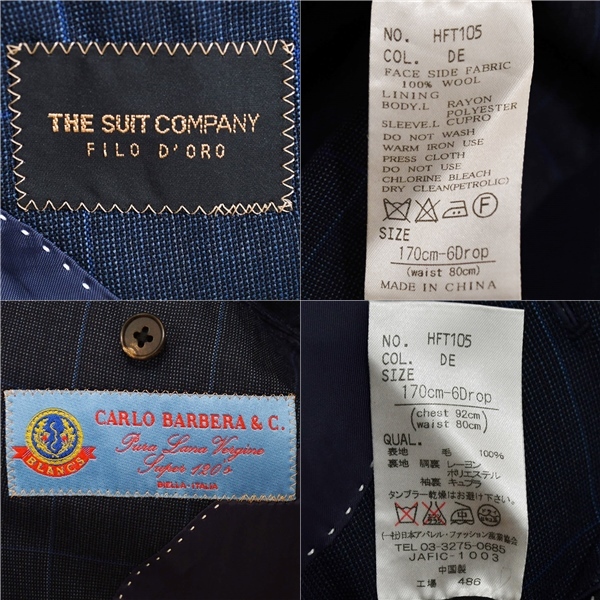 THE SUIT COMPANY
FILO D'ORO
NO. HFT105
COL. DE
FACE SIDE FABRIC
100% WOOL
LINING
BODY.L RAYON
POLYESTER
SLEEVE.L CUPRO
DO NOT WASH
WARM IRON USE
PRESS CLOTH
DO NOT USE
CHLORINE BLEACH
DRY CLEAN(PETROLIC)
F
SIZE
170cm-6Drop
(waist 80cm)
MADE IN CHINA
CARLO BARBERA & C.
Pura Lana Vergine
Super 120s
BIELLA-ITALIA
BLANCS
NO. HFT105
COL. DE
SIZE
170cm-6Drop
(chest 92cm)
(waist 80cm)
QUAL.
表地 毛 100%
裏地 胴裏 レーヨン
ポリエステル
袖裏 キュプラ
タンブラー乾燥はお避け下さい。
(一社)日本アパレル・ファッション産業協会
TEL 03-3275-0685
JAFIC-1003
中国製
工場 486